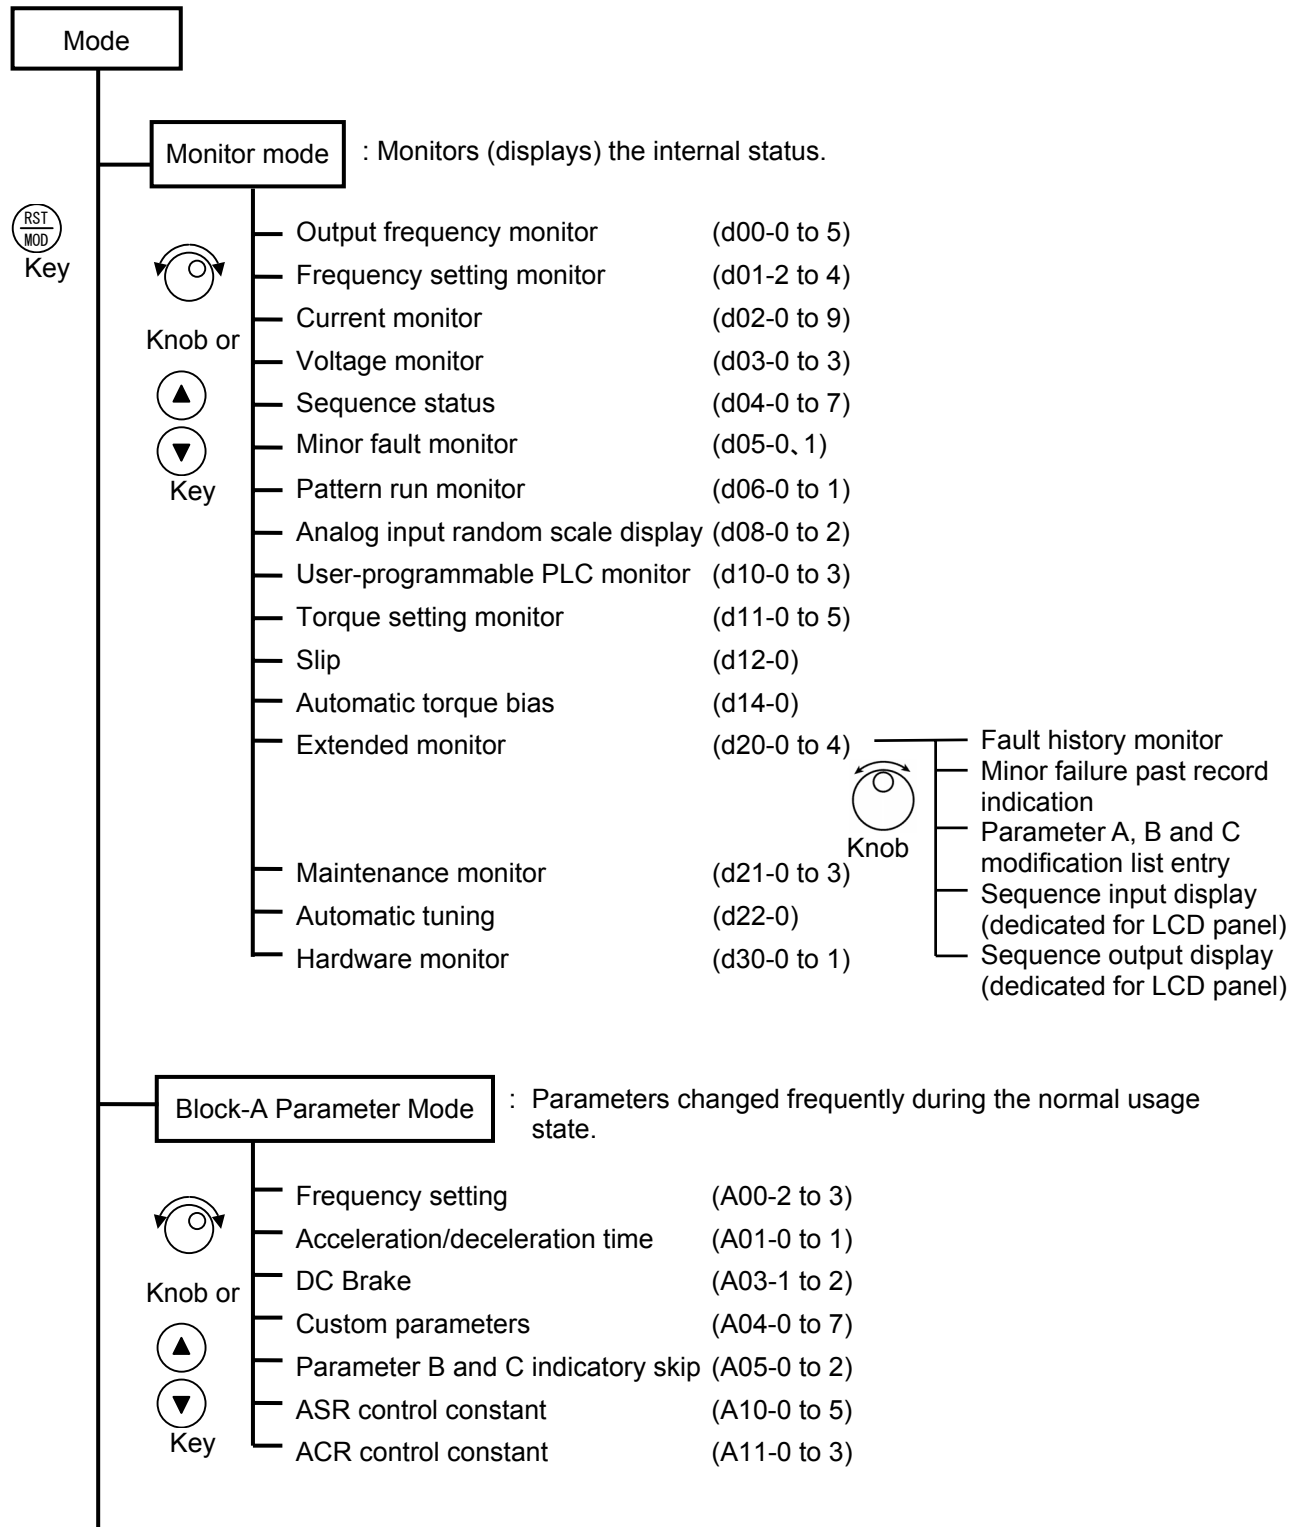 Mode
Monitor mode : Monitors (displays) the internal status.
RST
MOD
Key
Output frequency monitor (d00-0 to 5)
Frequency setting monitor (d01-2 to 4)
Current monitor (d02-0 to 9)
Knob or
Voltage monitor (d03-0 to 3)
Sequence status (d04-0 to 7)
Minor fault monitor (d05-0、1)
Key
Pattern run monitor (d06-0 to 1)
Analog input random scale display (d08-0 to 2)
User-programmable PLC monitor (d10-0 to 3)
Torque setting monitor (d11-0 to 5)
Slip (d12-0)
Automatic torque bias (d14-0)
Extended monitor (d20-0 to 4)
Knob
Fault history monitor
Minor failure past record
indication
Parameter A, B and C
modification list entry
Sequence input display
(dedicated for LCD panel)
Sequence output display
(dedicated for LCD panel)
Maintenance monitor (d21-0 to 3)
Automatic tuning (d22-0)
Hardware monitor (d30-0 to 1)
Block-A Parameter Mode : Parameters changed frequently during the normal usage
state.
Frequency setting (A00-2 to 3)
Acceleration/deceleration time (A01-0 to 1)
Knob or
DC Brake (A03-1 to 2)
Custom parameters (A04-0 to 7)
Parameter B and C indicatory skip (A05-0 to 2)
ASR control constant (A10-0 to 5)
Key
ACR control constant (A11-0 to 3)